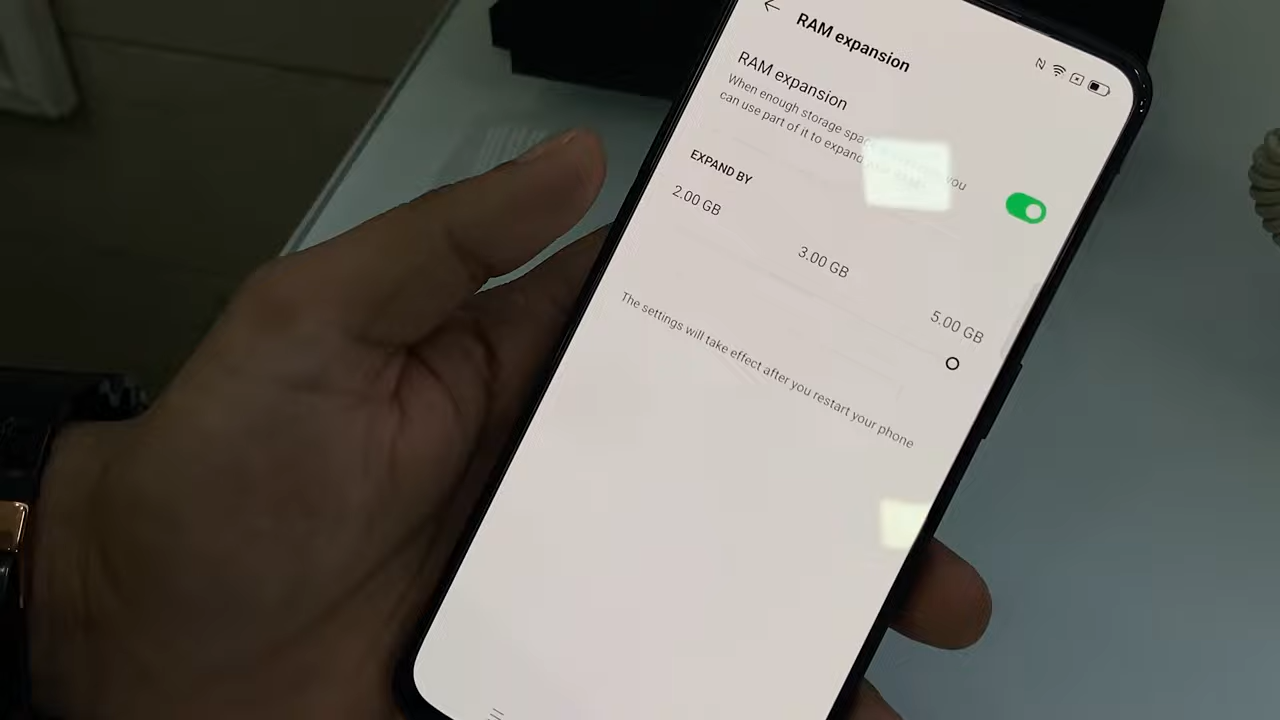 RAM expansion
RAM expansion
When enough storage you
can use part of it to expand
EXPAND BY
2.00 GB
3.00 GB
5.00 GB
The settings will take effect after you restart your phone